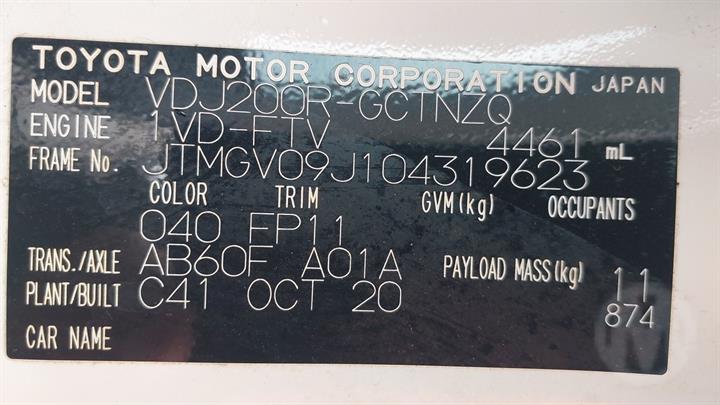 TOYOTA MOTOR CORPORATION JAPAN
MODEL VDJ200R-GCTNZQ
ENGINE 1VD-FTV 4461 mL
FRAME No. JTMGV09J104319623
COLOR TRIM GVM(kg) OCCUPANTS
040 FP11
TRANS./AXLE AB60F A01A PAYLOAD MASS(kg) 11
PLANT/BUILT C41 OCT 20 874
CAR NAME